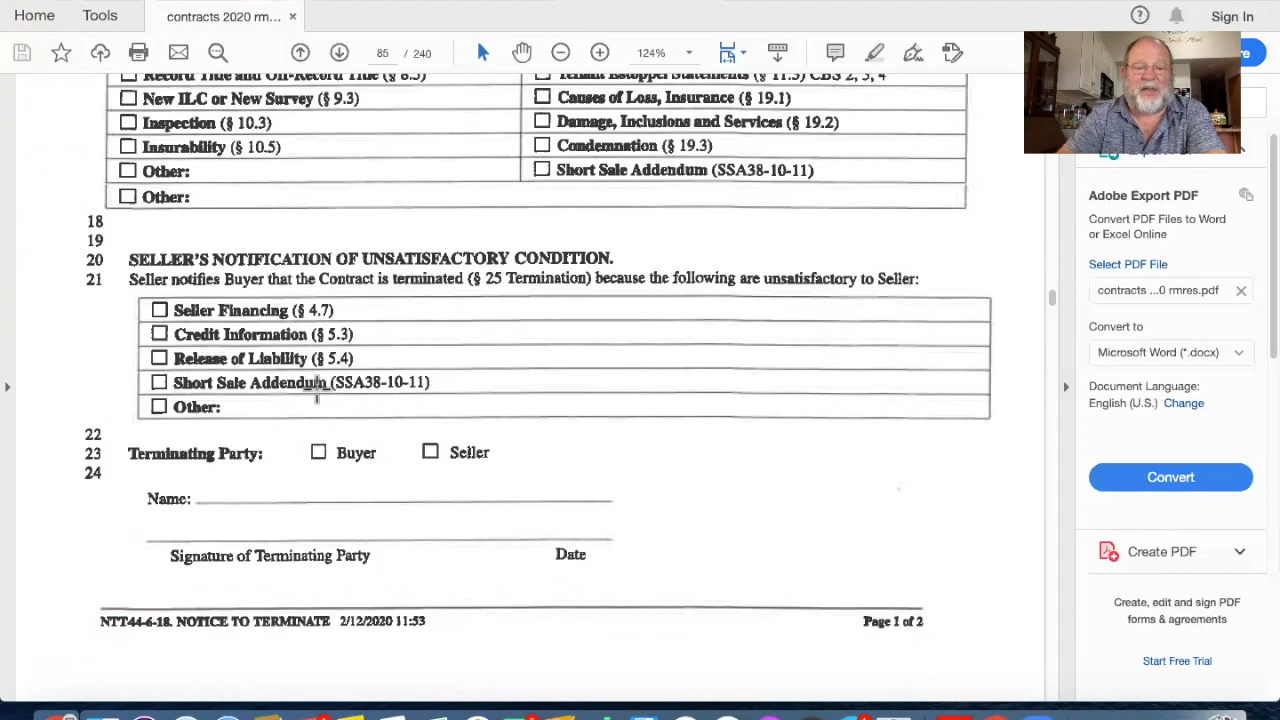 Home Tools contracts 2020 rm... × Sign In
85 / 240 124%
Record Title and Off-Record Title (§ 8.5) Tenant Estoppel Statements (§ 11.3) CBS 2, 3, 4
New ILC or New Survey (§ 9.3) Causes of Loss, Insurance (§ 19.1)
Inspection (§ 10.3) Damage, Inclusions and Services (§ 19.2)
Insurability (§ 10.5) Condemnation (§ 19.3)
Other: Short Sale Addendum (SSA38-10-11)
Other:
18
19
20 SELLER'S NOTIFICATION OF UNSATISFACTORY CONDITION.
21 Seller notifies Buyer that the Contract is terminated (§ 25 Termination) because the following are unsatisfactory to Seller:
Seller Financing (§ 4.7)
Credit Information (§ 5.3)
Release of Liability (§ 5.4)
Short Sale Addendum (SSA38-10-11)
Other:
22
23 Terminating Party: Buyer Seller
24
Name:
Signature of Terminating Party Date
NTT44-6-18. NOTICE TO TERMINATE 2/12/2020 11:53 Page 1 of 2
Adobe Export PDF
Convert PDF Files to Word
or Excel Online
Select PDF File
contracts ...0 rmres.pdf
Convert to
Microsoft Word (*.docx)
Document Language:
English (U.S.) Change
Convert
Create PDF
Create, edit and sign PDF
forms & agreements
Start Free Trial